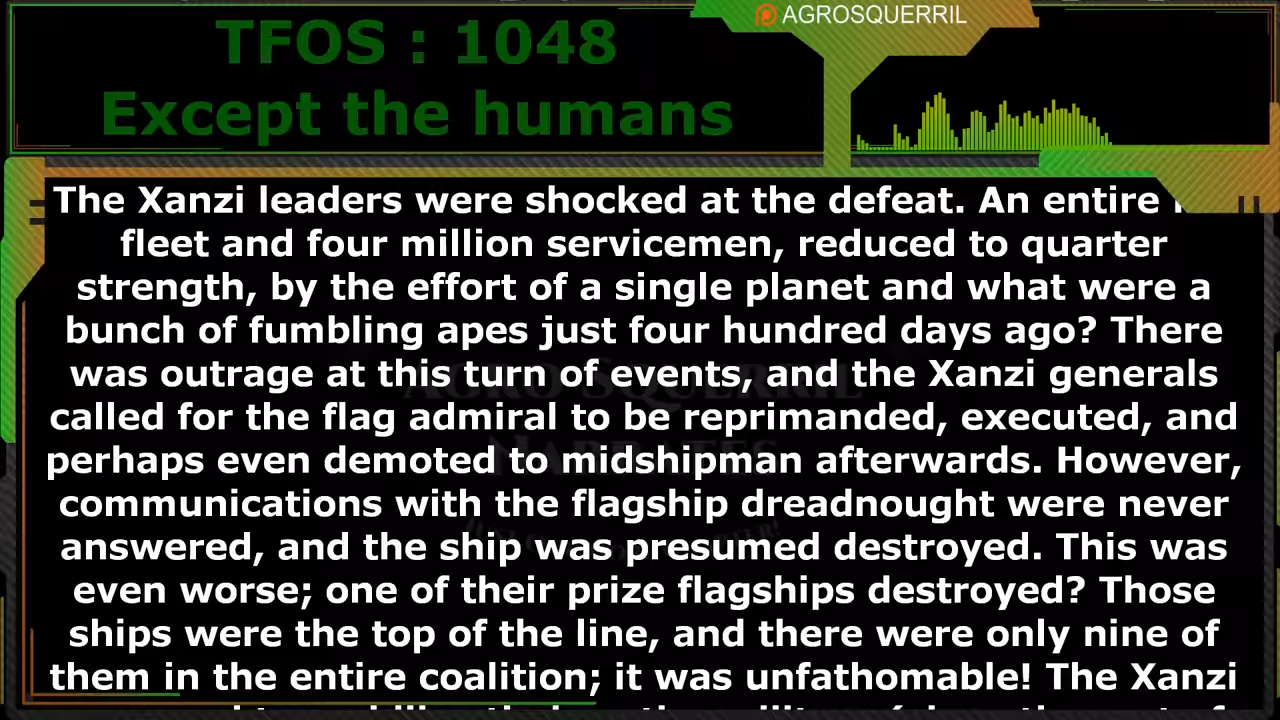 AGROSQUERRIL
TFOS : 1048
Except the humans
The Xanzi leaders were shocked at the defeat. An entire
fleet and four million servicemen, reduced to quarter
strength, by the effort of a single planet and what were a
bunch of fumbling apes just four hundred days ago? There
was outrage at this turn of events, and the Xanzi generals
called for the flag admiral to be reprimanded, executed, and
perhaps even demoted to midshipman afterwards. However,
communications with the flagship dreadnought were never
answered, and the ship was presumed destroyed. This was
even worse; one of their prize flagships destroyed? Those
ships were the top of the line, and there were only nine of
them in the entire coalition; it was unfathomable! The Xanzi